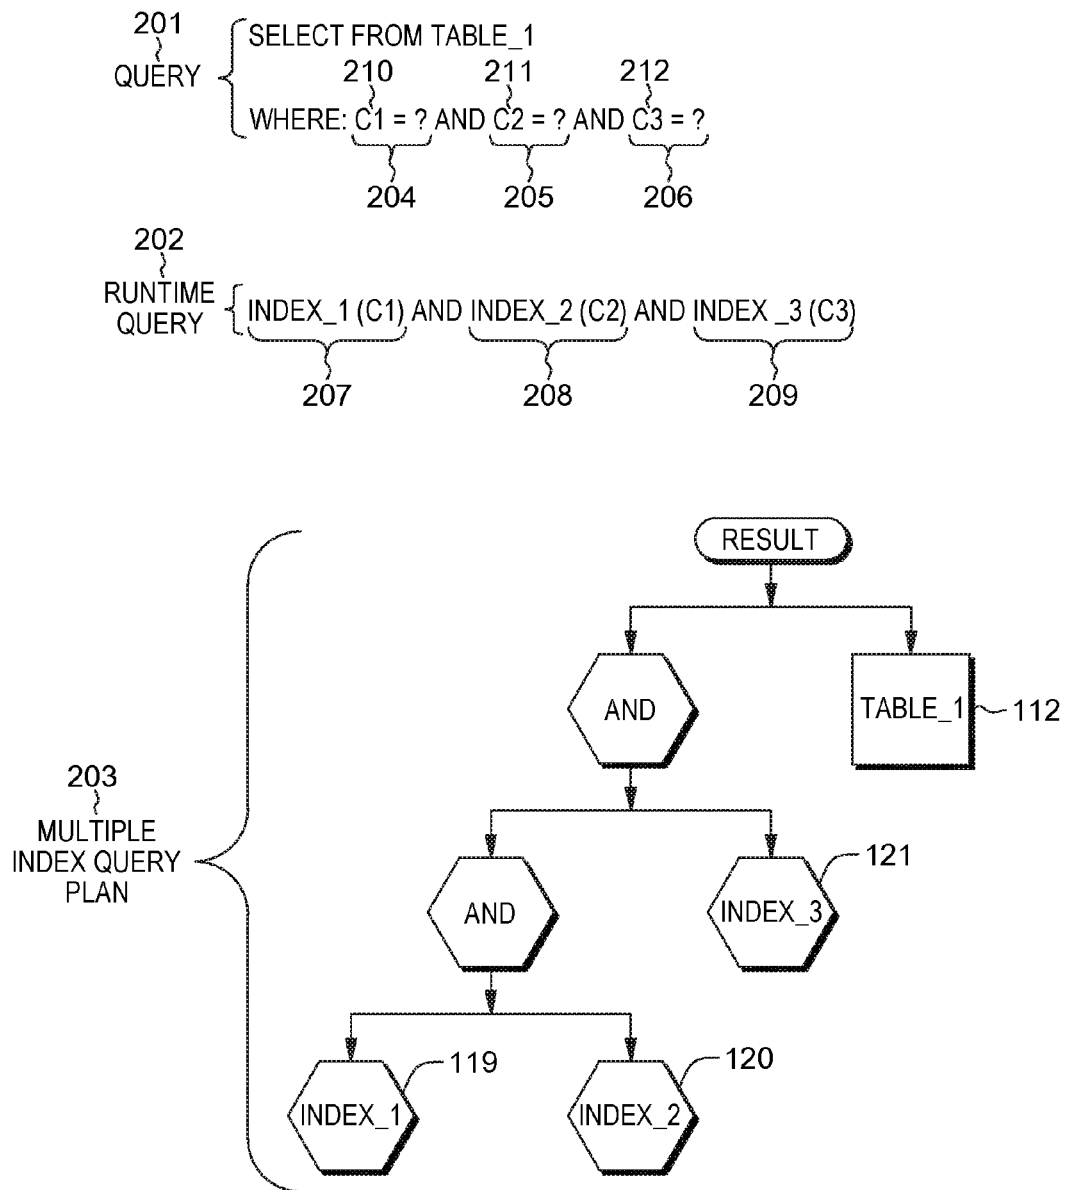 201
QUERY
SELECT FROM TABLE_1
210 211 212
WHERE: C1 = ? AND C2 = ? AND C3 = ?
204 205 206
202
RUNTIME
QUERY
INDEX_1 (C1) AND INDEX_2 (C2) AND INDEX _3 (C3)
207 208 209
RESULT
AND
TABLE_1
112
203
MULTIPLE
INDEX QUERY
PLAN
AND
INDEX_3
121
INDEX_1
119
INDEX_2
120